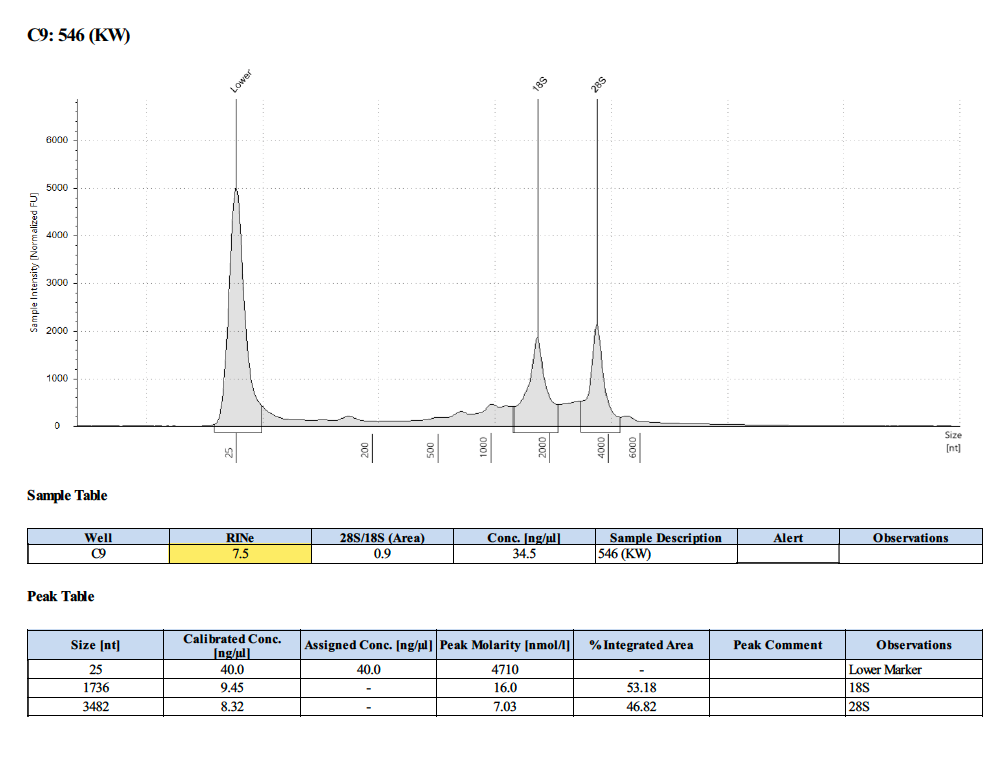 C9: 546 (KW)
Lower
18S
28S
Sample Intensity [Normalized FU]
6000
5000
4000
3000
2000
1000
0
25
200
500
1000
2000
4000
6000
Size
[nt]
Sample Table
Well RINe 28S/18S (Area) Conc. [ng/µl] Sample Description Alert Observations
C9 7.5 0.9 34.5 546 (KW)
Peak Table
Size [nt] Calibrated Conc. [ng/µl] Assigned Conc. [ng/µl] Peak Molarity [nmol/l] % Integrated Area Peak Comment Observations
25 40.0 40.0 4710 - Lower Marker
1736 9.45 - 16.0 53.18 18S
3482 8.32 - 7.03 46.82 28S